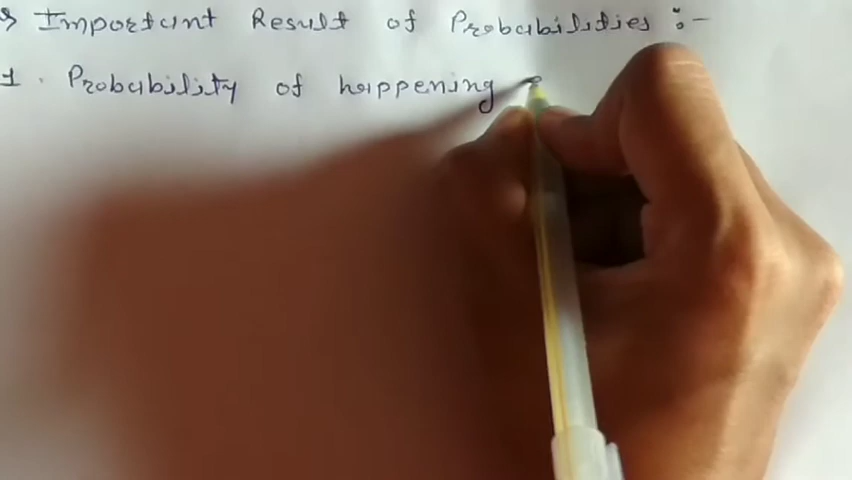 Important Result of Probabilities :-
1. Probability of happening